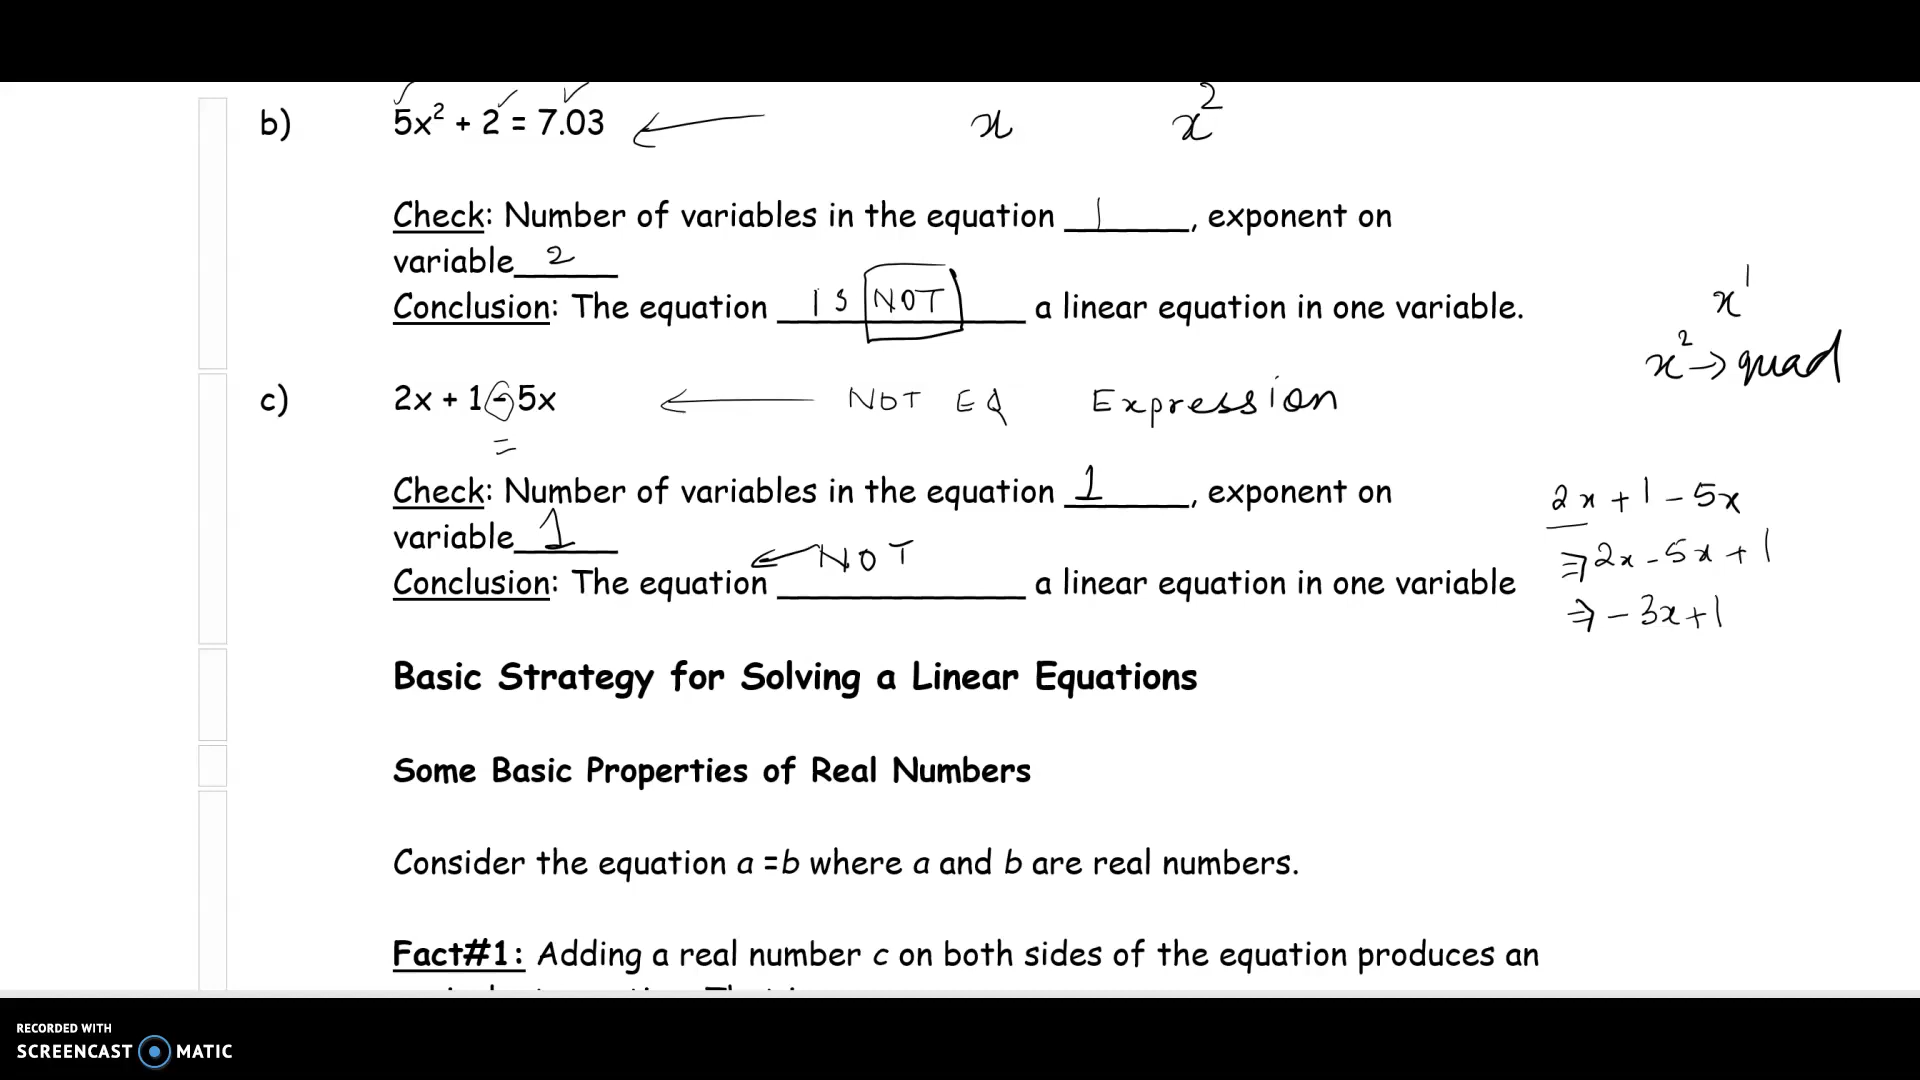 b) 5x² + 2 = 7.03 x x²
Check: Number of variables in the equation 1, exponent on
variable 2
Conclusion: The equation IS NOT a linear equation in one variable.
x¹
x² → quad
c) 2x + 1 - 5x ← NOT EQ Expression
=
Check: Number of variables in the equation 1, exponent on
variable 1
Conclusion: The equation NOT a linear equation in one variable
2x + 1 - 5x
⇒ 2x - 5x + 1
⇒ - 3x + 1
Basic Strategy for Solving a Linear Equations
Some Basic Properties of Real Numbers
Consider the equation a =b where a and b are real numbers.
Fact#1: Adding a real number c on both sides of the equation produces an
RECORDED WITH
SCREENCAST MATIC